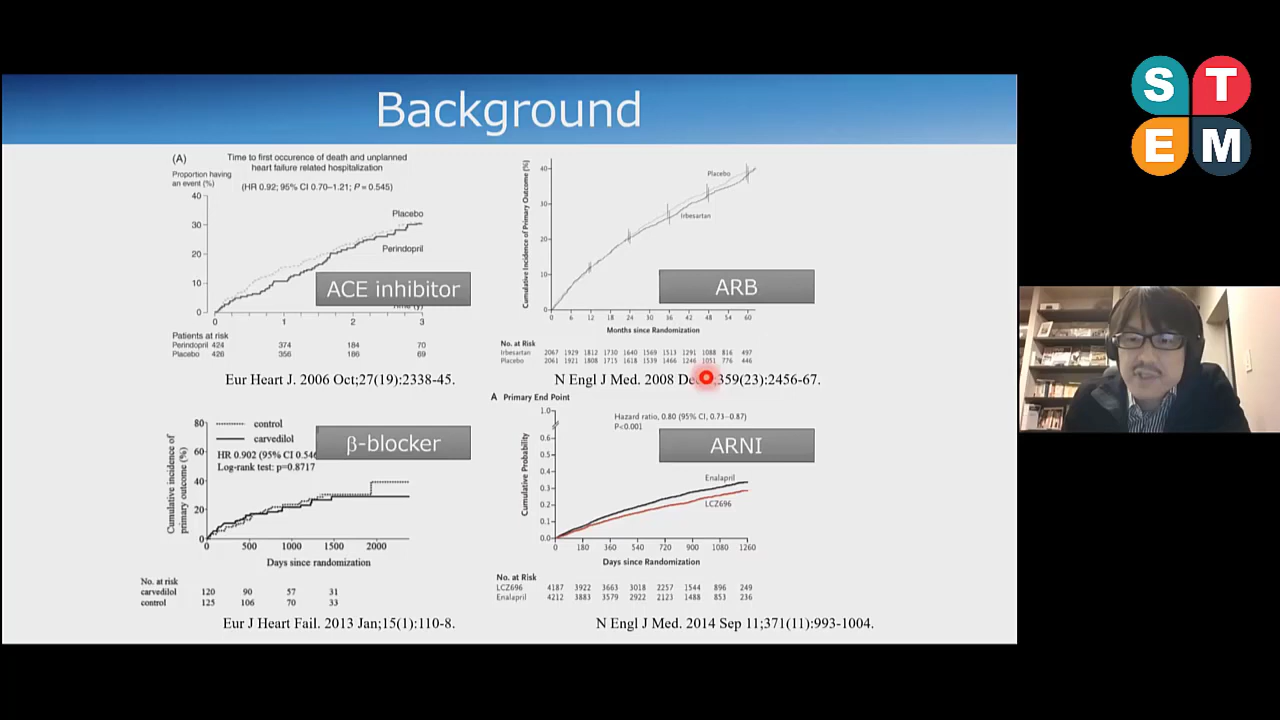 Background
(A)
Time to first occurence of death and unplanned
heart failure related hospitalization
Proportion having
an event (%)
(HR 0.92; 95% CI 0.70–1.21; P = 0.545)
40
30
20
10
0
Placebo
Perindopril
ACE inhibitor
0 1 2 3
Patients at risk
Perindopril 424 374 184 70
Placebo 426 356 186 69
Eur Heart J. 2006 Oct;27(19):2338-45.
Cumulative Incidence of Primary Outcome (%)
40
30
20
10
0
Placebo
Irbesartan
ARB
0 6 12 18 24 30 36 42 48 54 60
Months since Randomization
No. at Risk
Irbesartan 2067 1929 1812 1730 1640 1569 1513 1291 1088 816 497
Placebo 2061 1921 1808 1715 1618 1539 1466 1246 1051 776 446
N Engl J Med. 2008 De 359(23):2456-67.
Cumulative incidence of
primary outcome (%)
80
60
40
20
0
control
carvedilol
HR 0.902 (95% CI 0.54
Log-rank test: p=0.8717
β-blocker
0 500 1000 1500 2000
Days since randomization
No. at risk
carvedilol 120 90 57 31
control 125 106 70 33
Eur J Heart Fail. 2013 Jan;15(1):110-8.
A Primary End Point
Cumulative Probability
1.0
0.6
0.5
0.4
0.3
0.2
0.1
0.0
Hazard ratio, 0.80 (95% CI, 0.73–0.87)
P<0.001
ARNI
Enalapril
LCZ696
0 180 360 540 720 900 1080 1260
Days since Randomization
No. at Risk
LCZ696 4187 3922 3663 3018 2257 1544 896 249
Enalapril 4212 3883 3579 2922 2123 1488 853 236
N Engl J Med. 2014 Sep 11;371(11):993-1004.
S T
E M